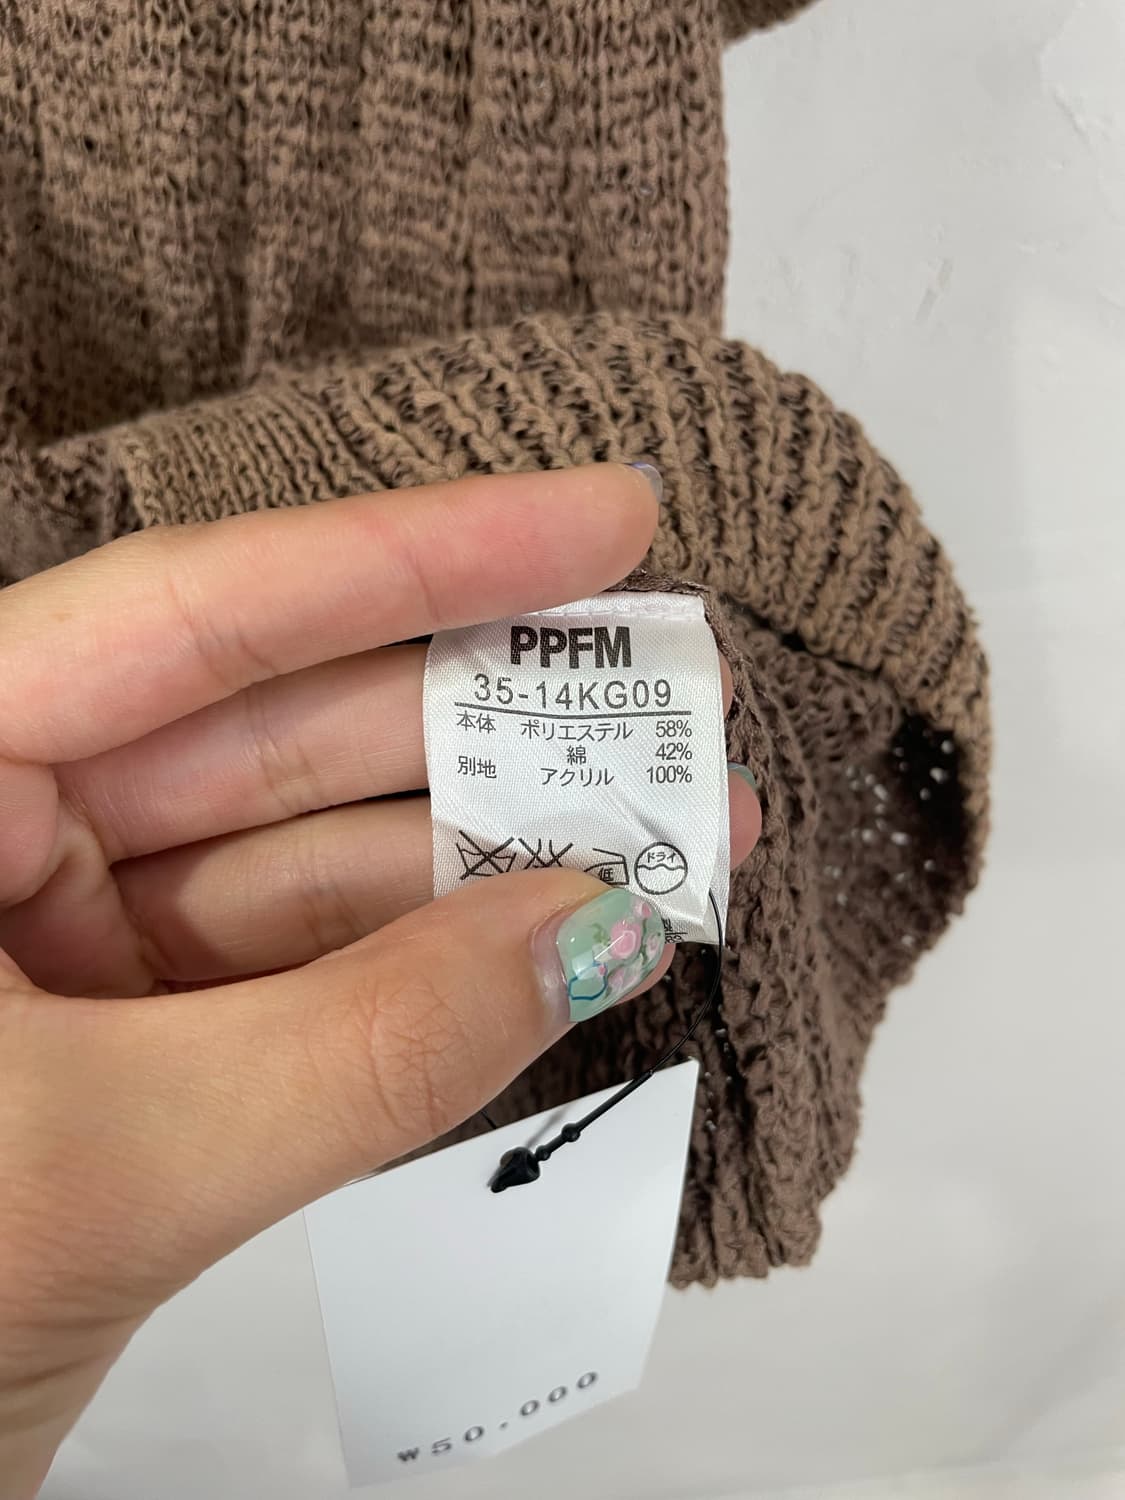 PPFM
35-14KG09
本体 ポリエステル 58%
綿 42%
別地 アクリル 100%
低 ドライ
₩50.000